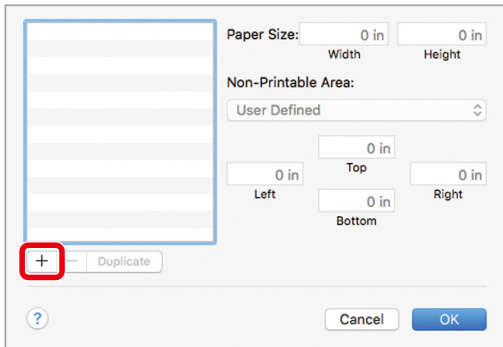 Paper Size: 0 in 0 in
Width Height
Non-Printable Area:
User Defined
0 in
Top
0 in 0 in
Left Right
0 in
Bottom
+ − Duplicate
? Cancel OK